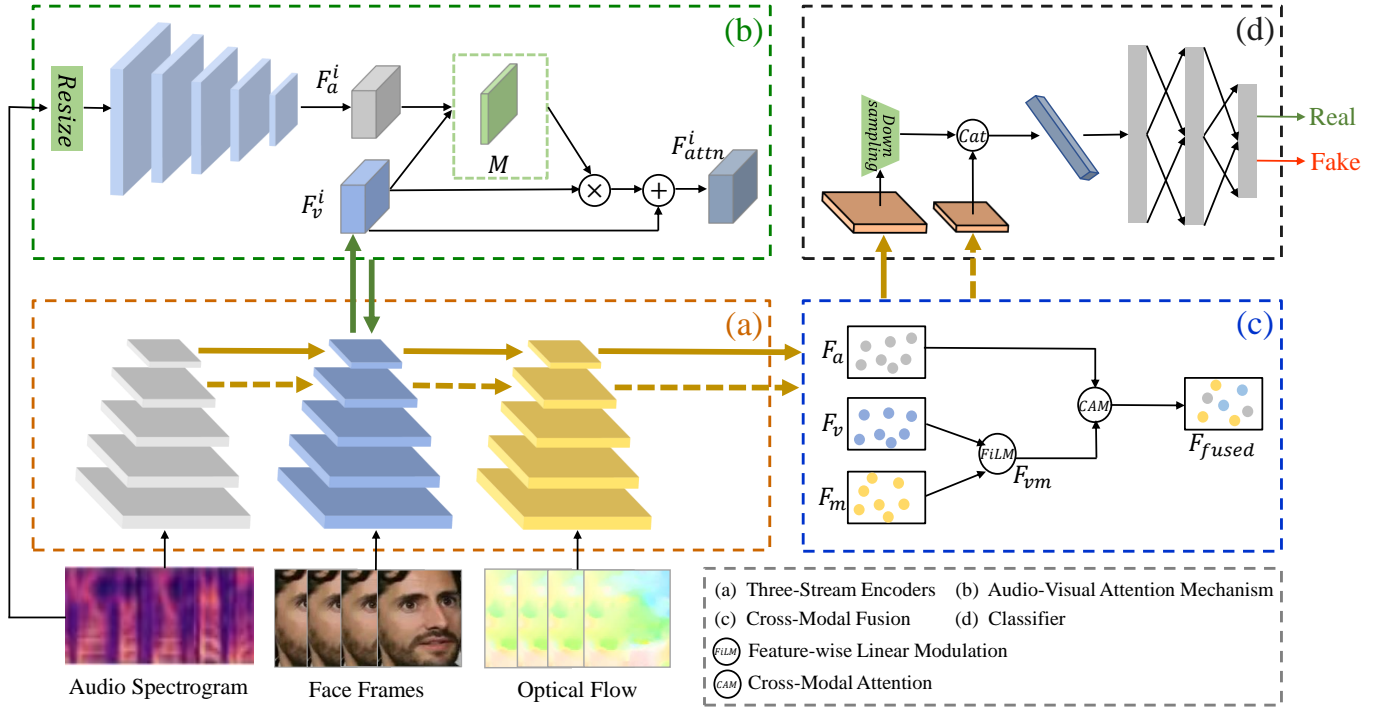 (b)
Resize
F_a^i
M
F_v^i
F_attn^i
×
+
(d)
Down
sampling
Cat
Real
Fake
(a)
(c)
F_a
F_v
F_m
FiLM
F_vm
CAM
F_fused
Audio Spectrogram
Face Frames
Optical Flow
(a) Three-Stream Encoders (b) Audio-Visual Attention Mechanism
(c) Cross-Modal Fusion (d) Classifier
FiLM Feature-wise Linear Modulation
CAM Cross-Modal Attention